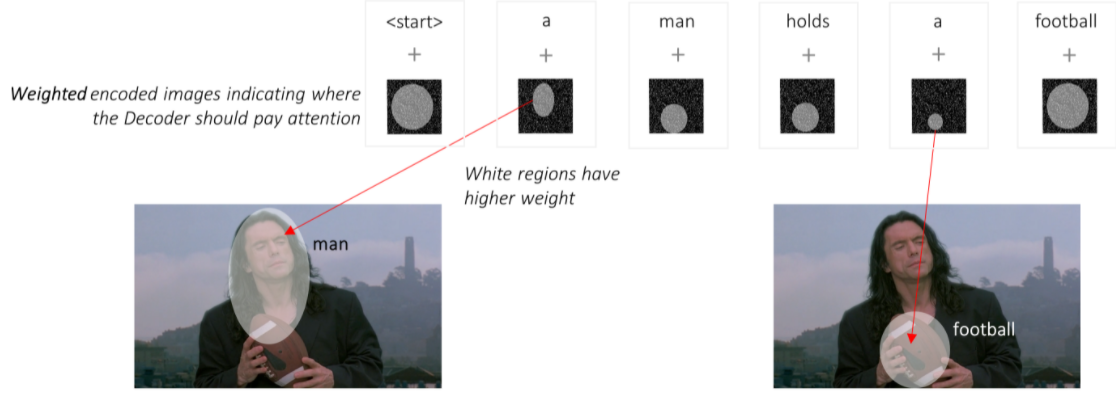 <start>
a
man
holds
a
football
+
+
+
+
+
+
Weighted encoded images indicating where
the Decoder should pay attention
White regions have
higher weight
man
football